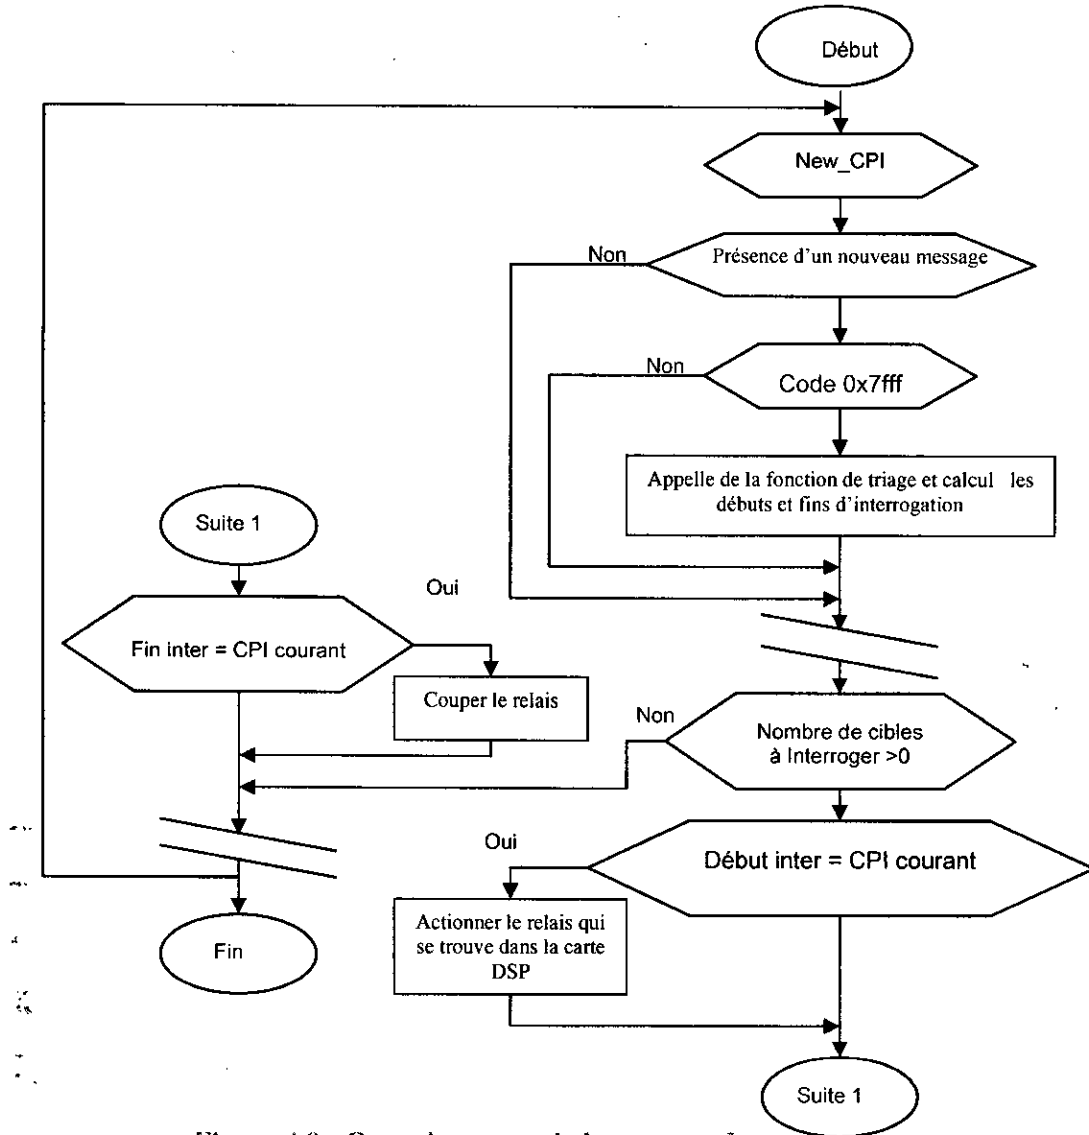 Début
New_CPI
Non
Présence d'un nouveau message
Non
Code 0x7fff
Appelle de la fonction de triage et calcul les
débuts et fins d'interrogation
Suite 1
Oui
Fin inter = CPI courant
Couper le relais
Non
Nombre de cibles
à Interroger >0
Oui
Début inter = CPI courant
Actionner le relais qui
se trouve dans la carte
DSP
Fin
Suite 1